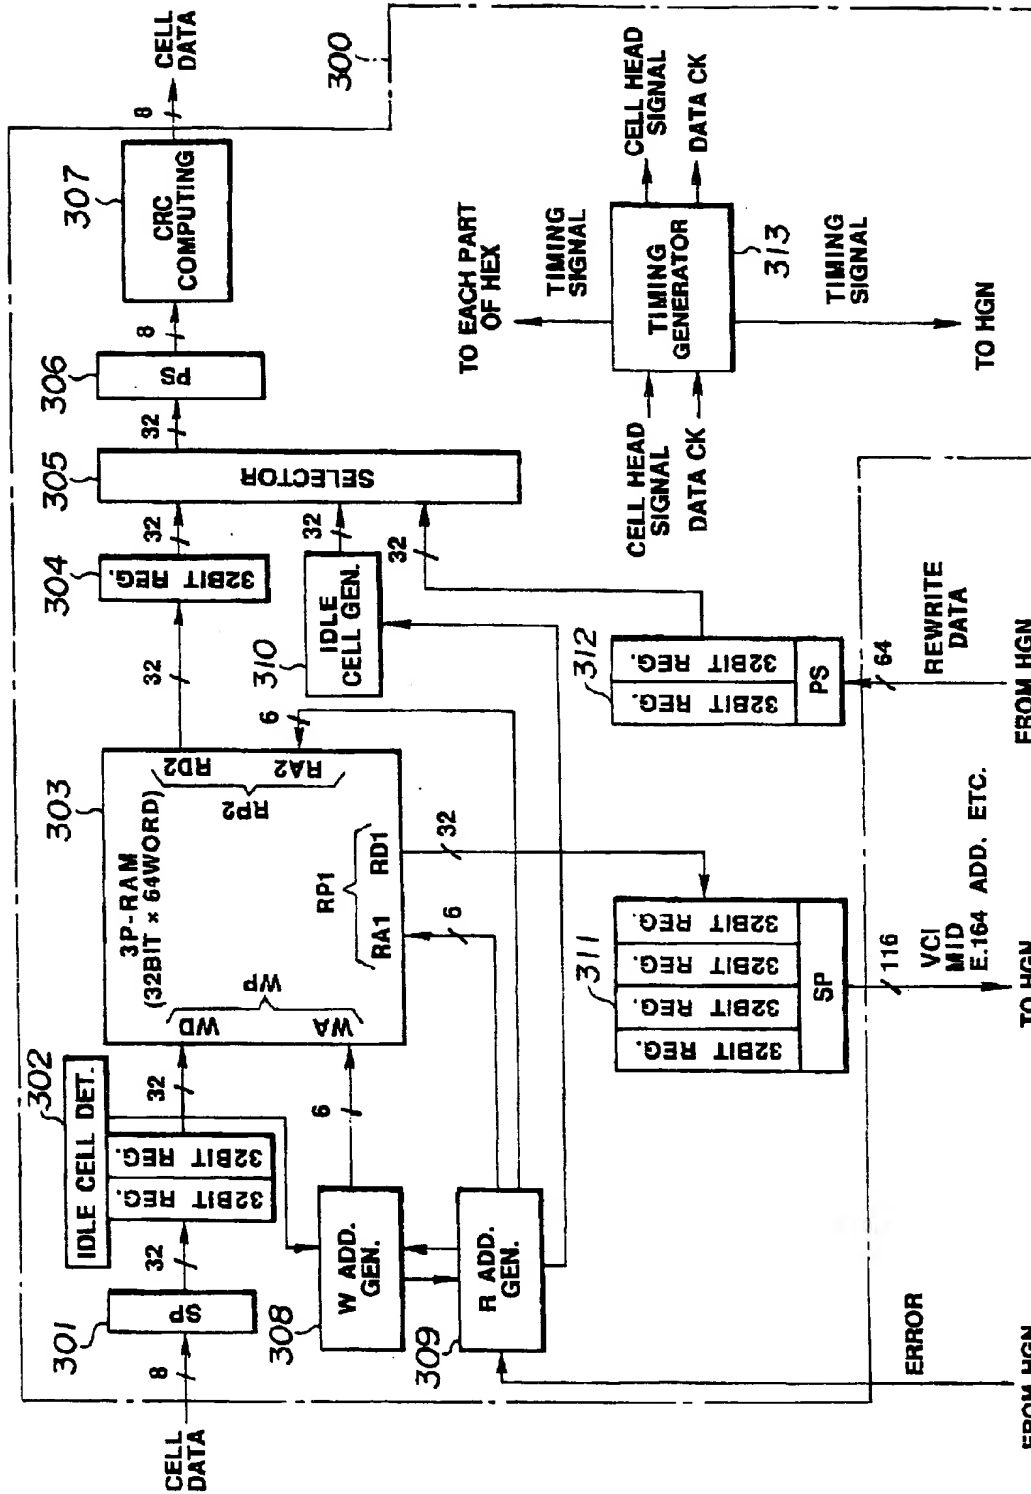 CELL
DATA
8
301
SP
32
302
IDLE CELL DET.
32BIT REG.
32BIT REG.
32
303
3P-RAM
(32BIT × 64WORD)
WD
WA
WP
RA1
RD1
RP1
RD2
RA2
RP2
32
304
32BIT REG.
32
305
SELECTOR
32
306
PS
8
307
CRC
COMPUTING
8
CELL
DATA
300
308
W ADD.
GEN.
6
309
R ADD.
GEN.
6
6
32
310
IDLE
CELL GEN.
32
32
311
32BIT REG.
32BIT REG.
32BIT REG.
32BIT REG.
SP
116
VCI
MID
E.164 ADD. ETC.
TO HGN
312
32BIT REG.
32BIT REG.
PS
64
REWRITE
DATA
FROM HGN
ERROR
FROM HGN
CELL HEAD
SIGNAL
DATA CK
TIMING
GENERATOR
313
TO EACH PART
OF HEX
TIMING
SIGNAL
CELL HEAD
SIGNAL
DATA CK
TIMING
SIGNAL
TO HGN